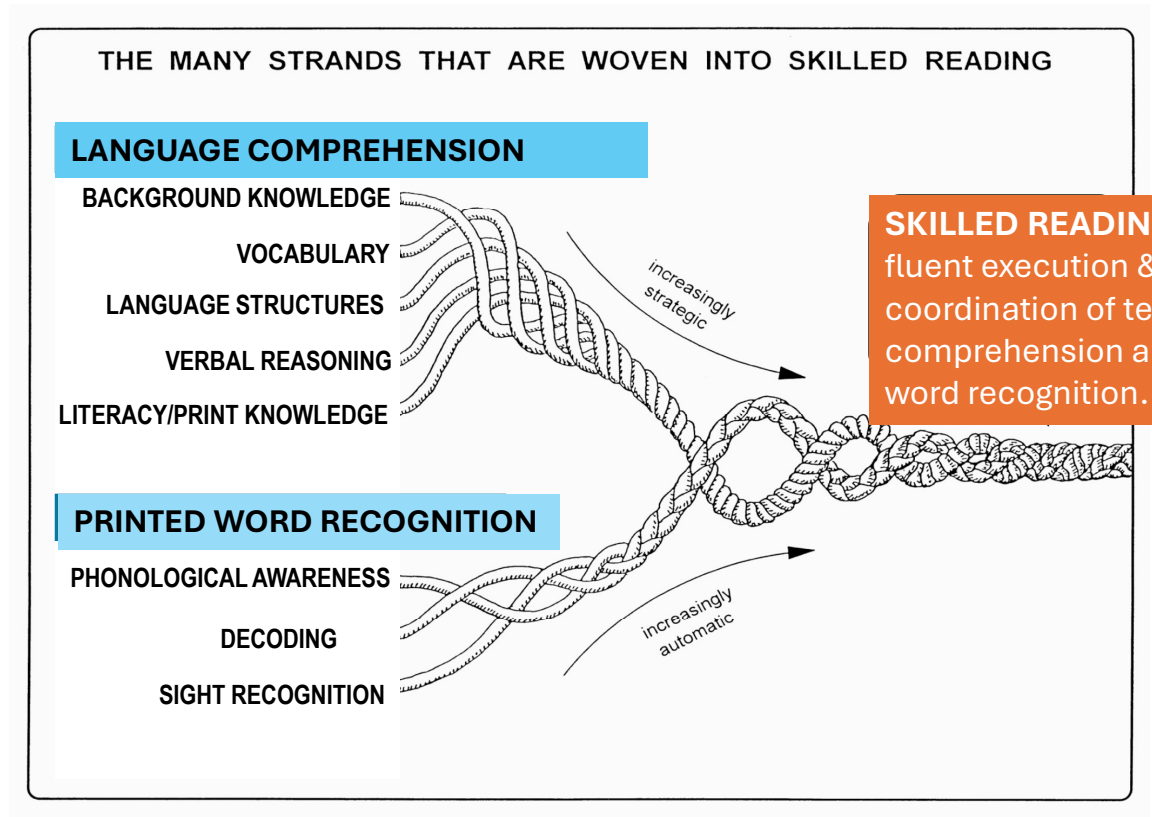 THE MANY STRANDS THAT ARE WOVEN INTO SKILLED READING
LANGUAGE COMPREHENSION
BACKGROUND KNOWLEDGE
VOCABULARY
LANGUAGE STRUCTURES
VERBAL REASONING
LITERACY/PRINT KNOWLEDGE
increasingly
strategic
SKILLED READIN
fluent execution &
coordination of te
comprehension a
word recognition.
PRINTED WORD RECOGNITION
PHONOLOGICAL AWARENESS
DECODING
SIGHT RECOGNITION
increasingly
automatic